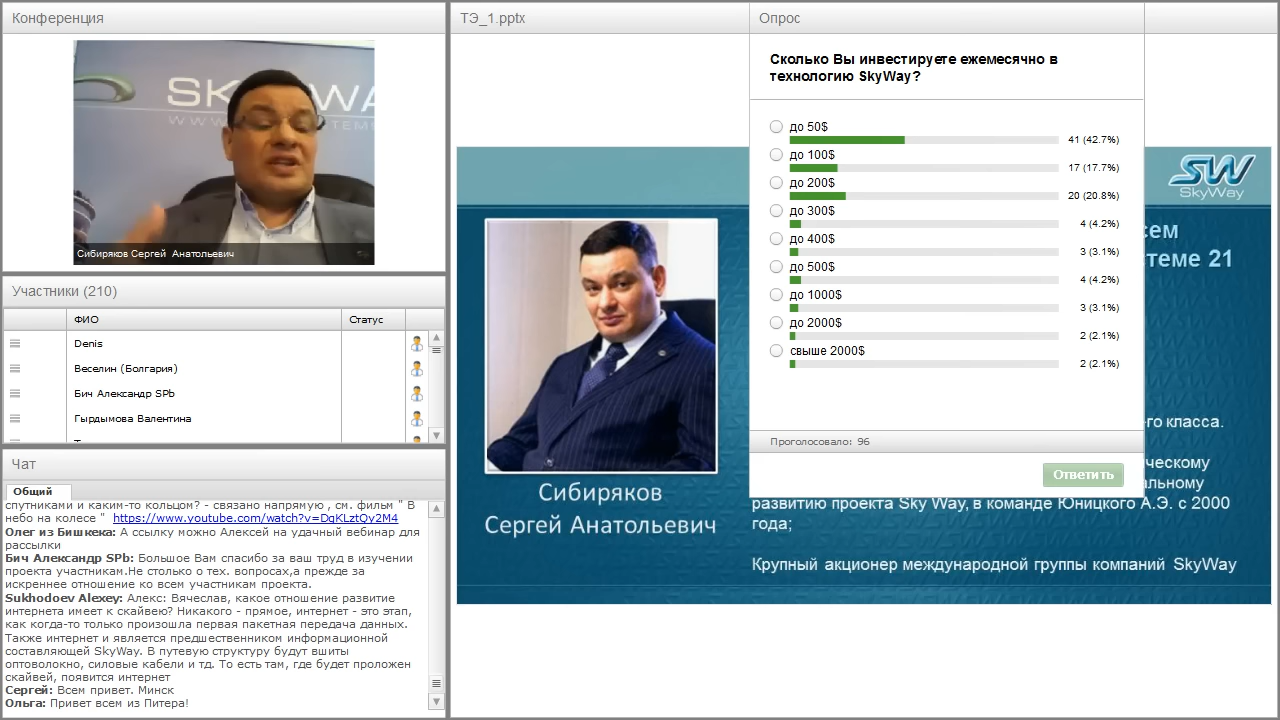 Конференция
SKYWA
Сибиряков Сергей Анатольевич
Участники (210)
ФИО
Статус
Denis
Веселин (Болгария)
Бич Александр SPb
Гырдымова Валентина
Чат
Общий
спутниками и каким-то кольцом? - связано напрямую , см. фильм " В
небо на колесе " https://www.youtube.com/watch?v=DqKLztQv2M4
Олег из Бишкека: А ссылку можно Алексей на удачный вебинар для
рассылки
Бич Александр SPb: Большое Вам спасибо за ваш труд в изучении
проекта участникам.Не столько о тех. вопросах,а прежде за
искреннее отношение ко всем участникам проекта.
Sukhodoev Alexey: Алекс: Вячеслав, какое отношение развитие
интернета имеет к скайвею? Никакого - прямое, интернет - это этап,
как когда-то только произошла первая пакетная передача данных.
Также интернет и является предшественником информационной
составляющей SkyWay. В путевую структуру будут вшиты
оптоволокно, силовые кабели и тд. То есть там, где будет проложен
скайвей, появится интернет
Сергей: Всем привет. Минск
Ольга: Привет всем из Питера!
ТЭ_1.pptx
Опрос
Сколько Вы инвестируете ежемесячно в
технологию SkyWay?
до 50$
41 (42.7%)
до 100$
17 (17.7%)
до 200$
20 (20.8%)
до 300$
4 (4.2%)
до 400$
3 (3.1%)
до 500$
4 (4.2%)
до 1000$
3 (3.1%)
до 2000$
2 (2.1%)
свыше 2000$
2 (2.1%)
Проголосовало: 96
Ответить
SW
SkyWay
сем
стеме 21
-го класса.
ческому
альному
развитию проекта Sky Way, в команде Юницкого А.Э. с 2000
года;
Крупный акционер международной группы компаний SkyWay
Сибиряков
Сергей Анатольевич